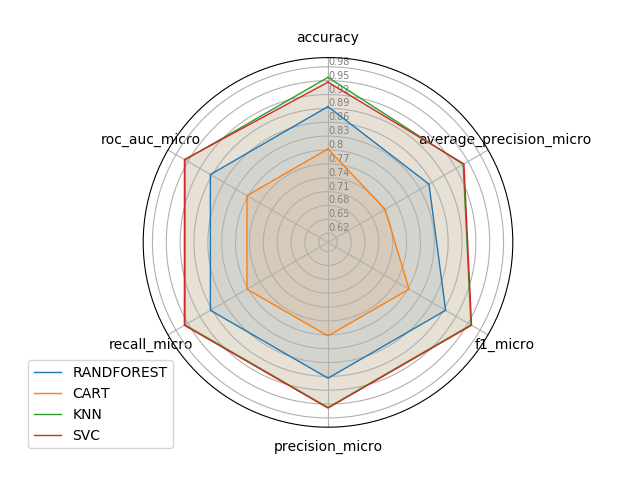 accuracy
0.98
0.95
0.92
0.89
0.86
0.83
0.8
0.77
0.74
0.71
0.68
0.65
0.62
roc_auc_micro
average_precision_micro
recall_micro
f1_micro
precision_micro
RANDFOREST
CART
KNN
SVC